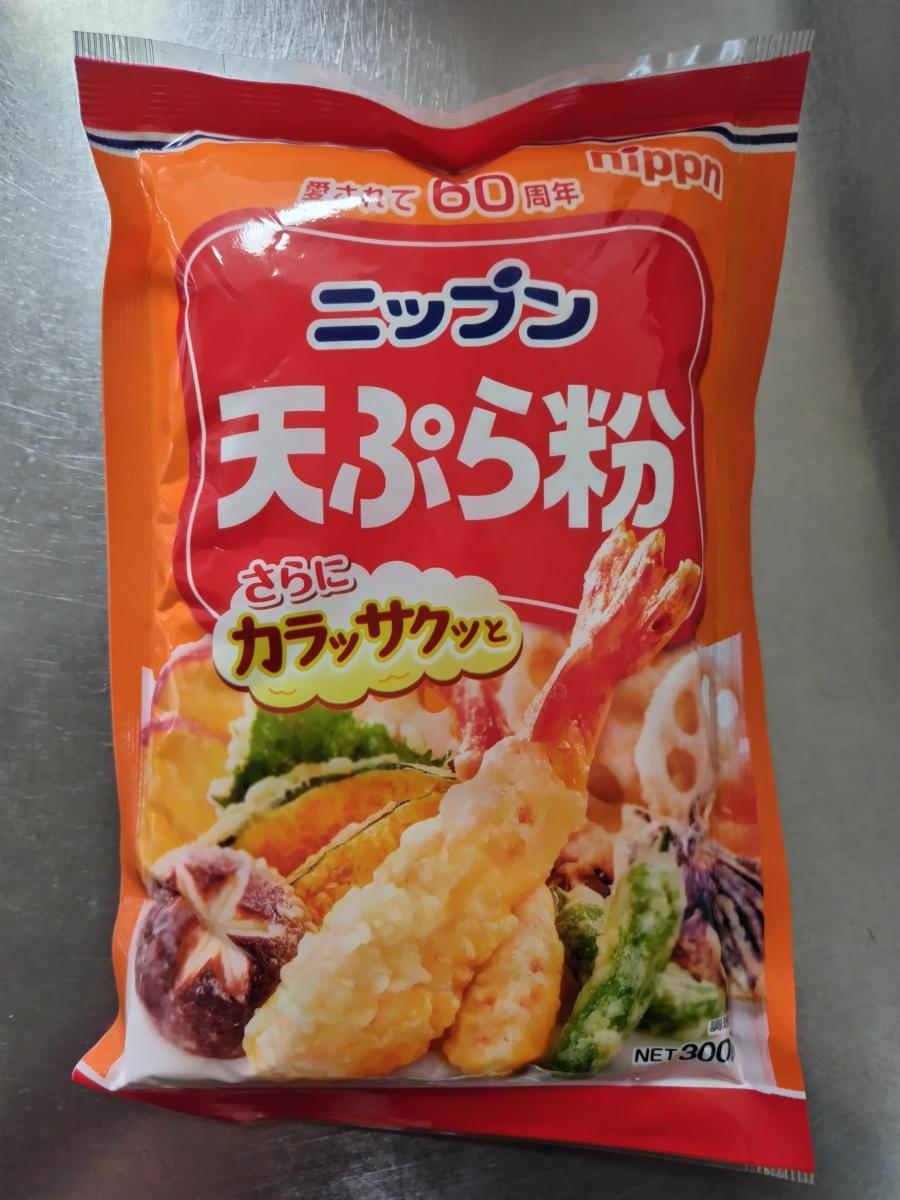 nippn
愛されて60周年
ニップン
天ぷら粉
さらに
カラッサクッと
NET300